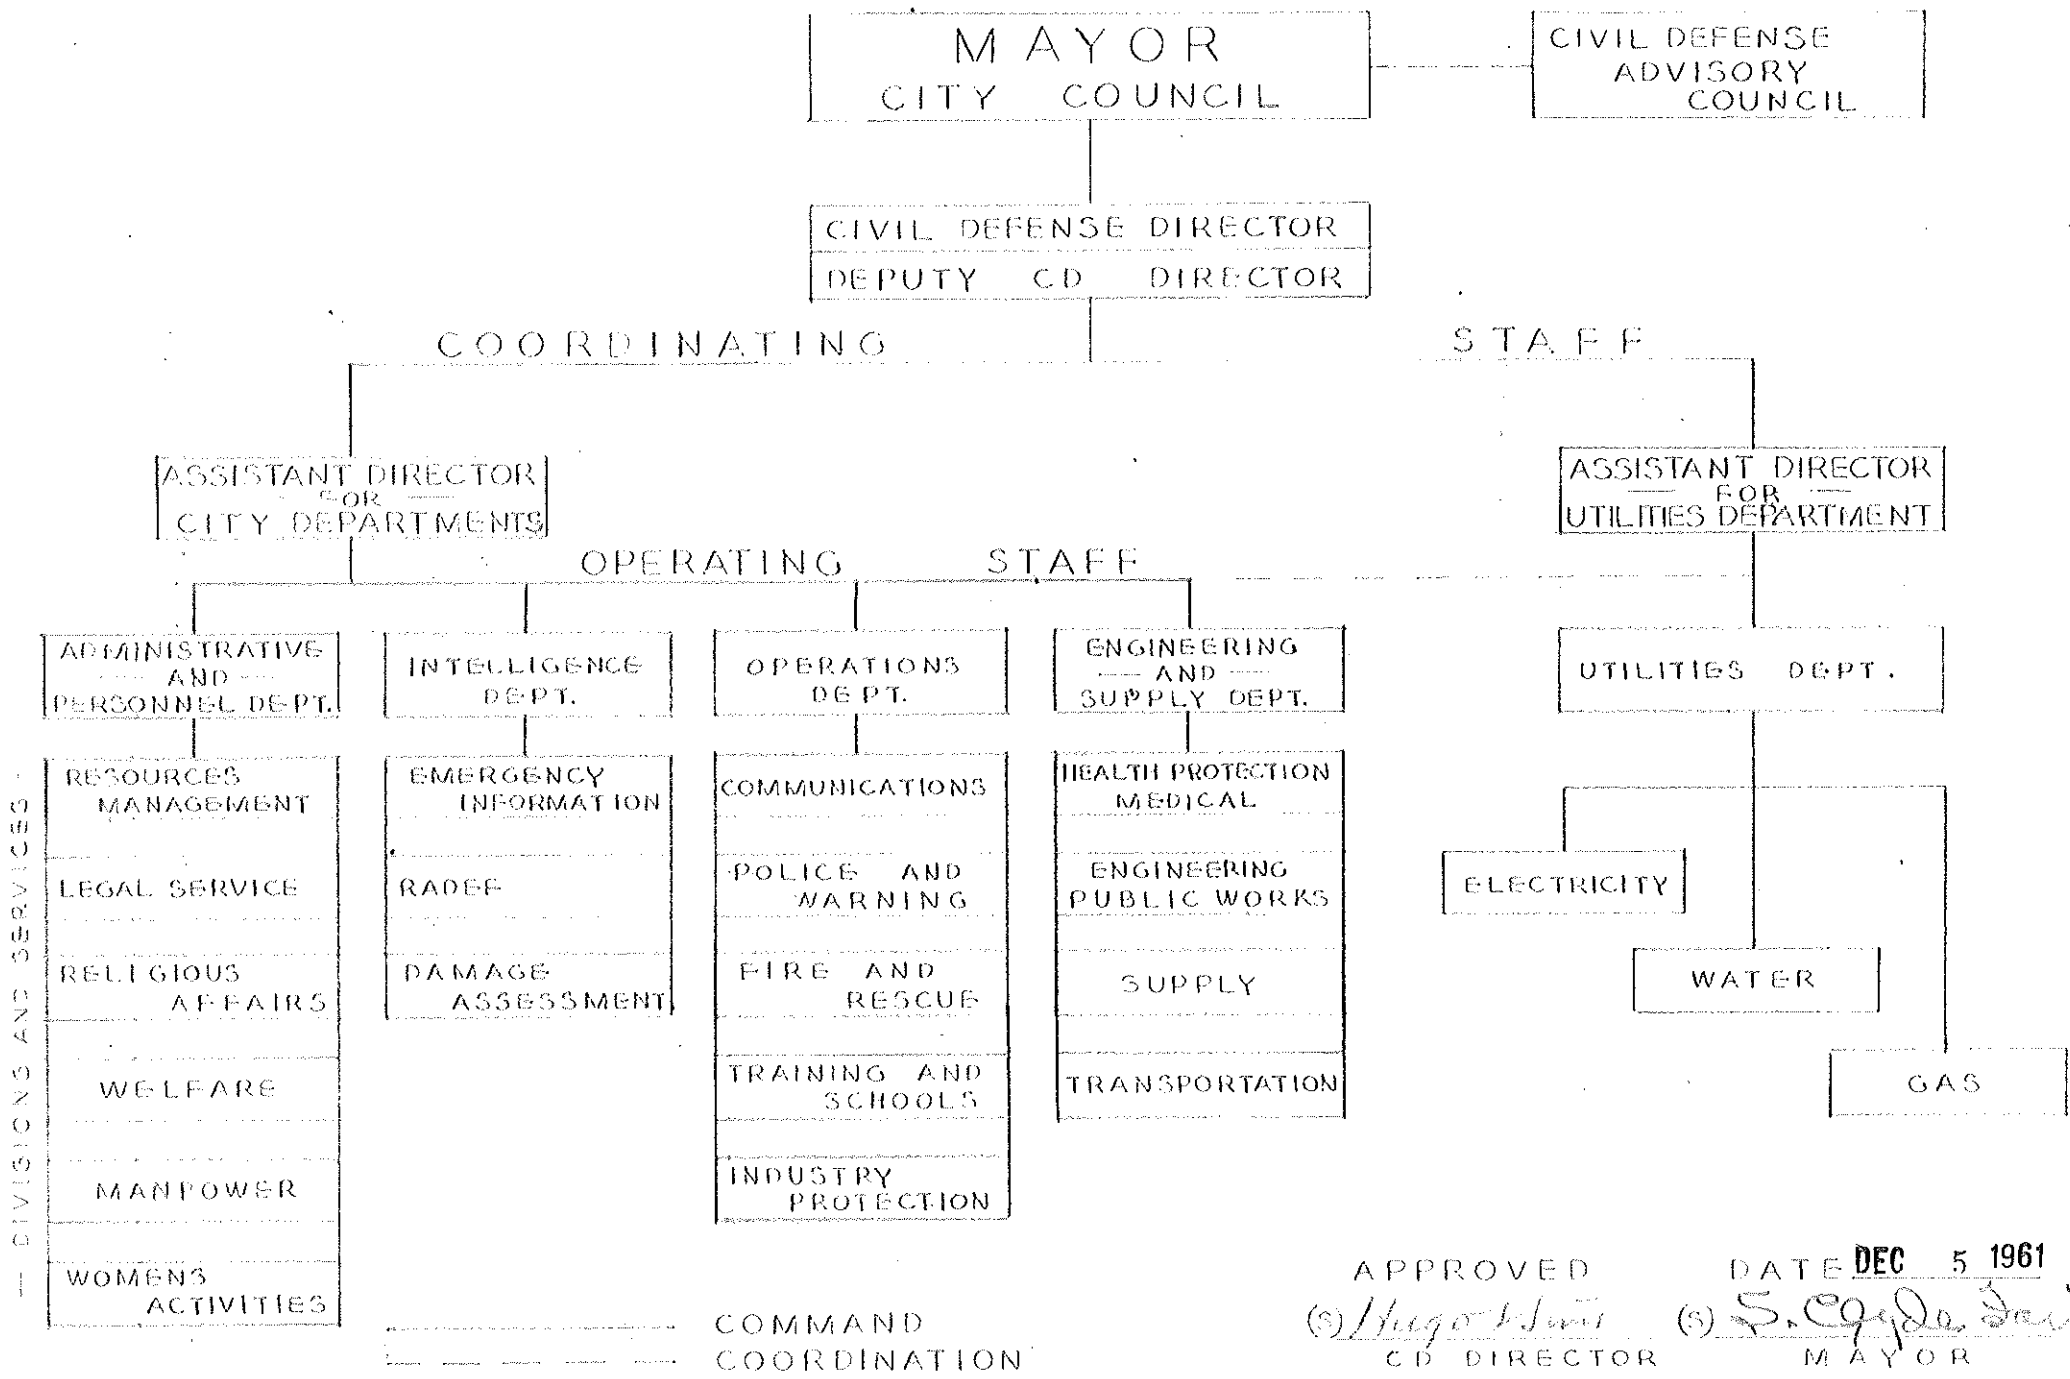 MAYOR
CITY COUNCIL
CIVIL DEFENSE
ADVISORY
COUNCIL
CIVIL DEFENSE DIRECTOR
DEPUTY CD DIRECTOR
COORDINATING STAFF
ASSISTANT DIRECTOR
— FOR —
CITY DEPARTMENTS
ASSISTANT DIRECTOR
— FOR —
UTILITIES DEPARTMENT
OPERATING STAFF
ADMINISTRATIVE
— AND —
PERSONNEL DEPT.
INTELLIGENCE
DEPT.
OPERATIONS
DEPT.
ENGINEERING
— AND —
SUPPLY DEPT.
UTILITIES DEPT.
— DIVISIONS AND SERVICES -
RESOURCES
MANAGEMENT
LEGAL SERVICE
RELIGIOUS
AFFAIRS
WELFARE
MANPOWER
WOMENS
ACTIVITIES
EMERGENCY
INFORMATION
RADEF
DAMAGE
ASSESSMENT
COMMUNICATIONS
POLICE AND
WARNING
FIRE AND
RESCUE
TRAINING AND
SCHOOLS
INDUSTRY
PROTECTION
HEALTH PROTECTION
MEDICAL
ENGINEERING
PUBLIC WORKS
SUPPLY
TRANSPORTATION
ELECTRICITY
WATER
GAS
COMMAND
COORDINATION
APPROVED
(S) Hugo
CD DIRECTOR
DATE DEC 5 1961
(S) S. Clyde
MAYOR